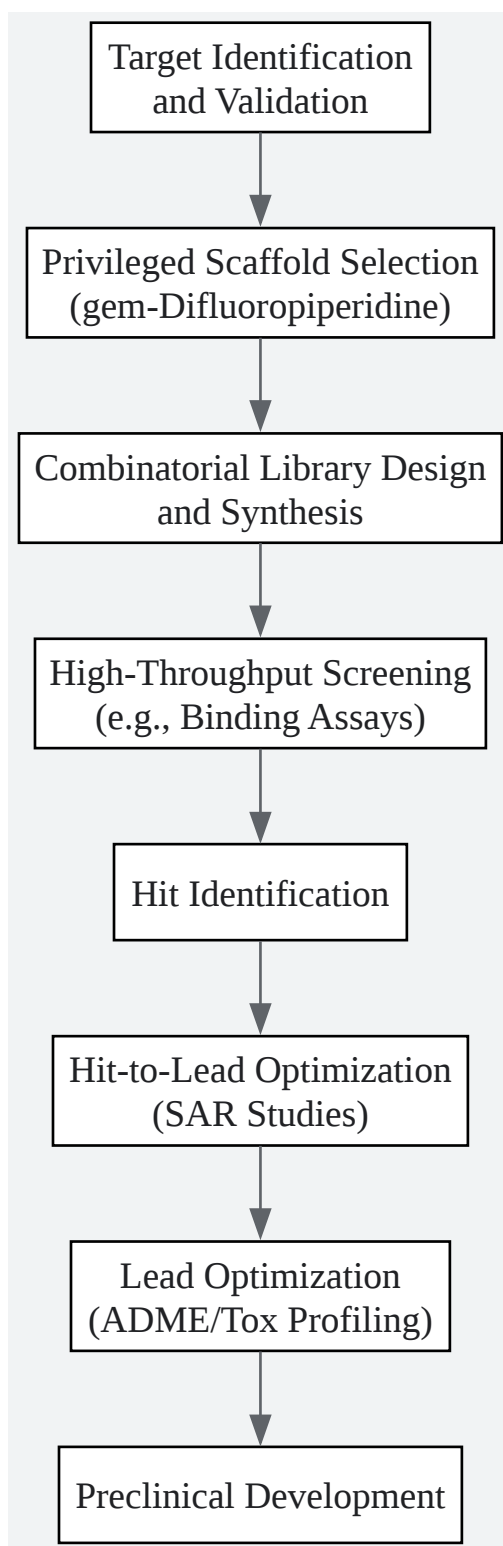 Target Identification
and Validation
Privileged Scaffold Selection
(gem-Difluoropiperidine)
Combinatorial Library Design
and Synthesis
High-Throughput Screening
(e.g., Binding Assays)
Hit Identification
Hit-to-Lead Optimization
(SAR Studies)
Lead Optimization
(ADME/Tox Profiling)
Preclinical Development